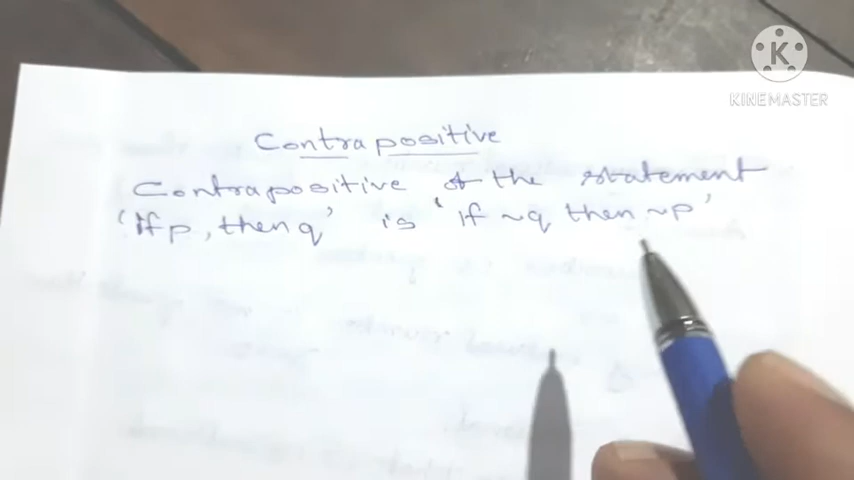 KINEMASTER
Contrapositive
Contrapositive of the statement
'If p, then q' is 'if ~q then ~p'